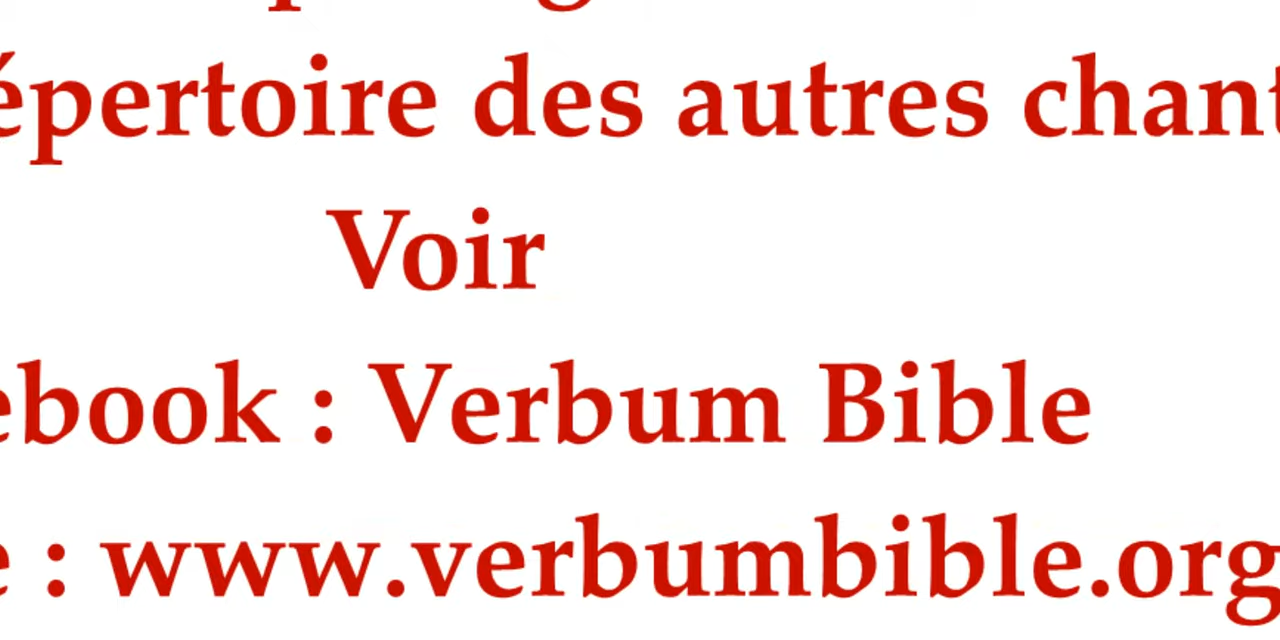 épertoire des autres chant
Voir
ebook : Verbum Bible
e : www.verbumbible.org